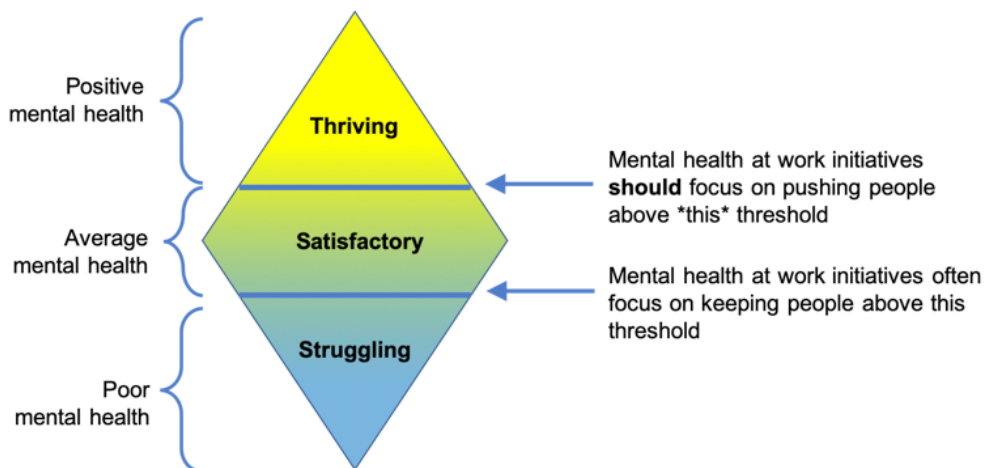 Positive
mental health
Thriving
Mental health at work initiatives
should focus on pushing people
above *this* threshold
Average
mental health
Satisfactory
Mental health at work initiatives often
focus on keeping people above this
threshold
Struggling
Poor
mental health